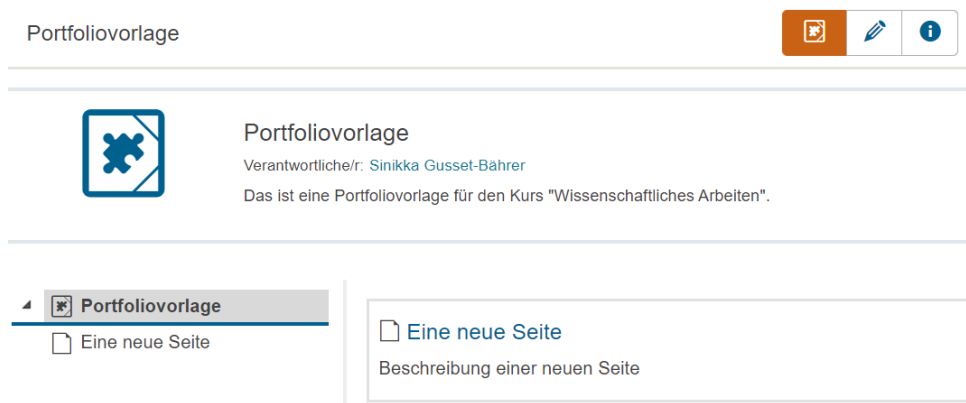 Portfoliovorlage
Portfoliovorlage
Verantwortliche/r: Sinikka Gusset-Bährer
Das ist eine Portfoliovorlage für den Kurs "Wissenschaftliches Arbeiten".
Portfoliovorlage
Eine neue Seite
Eine neue Seite
Beschreibung einer neuen Seite